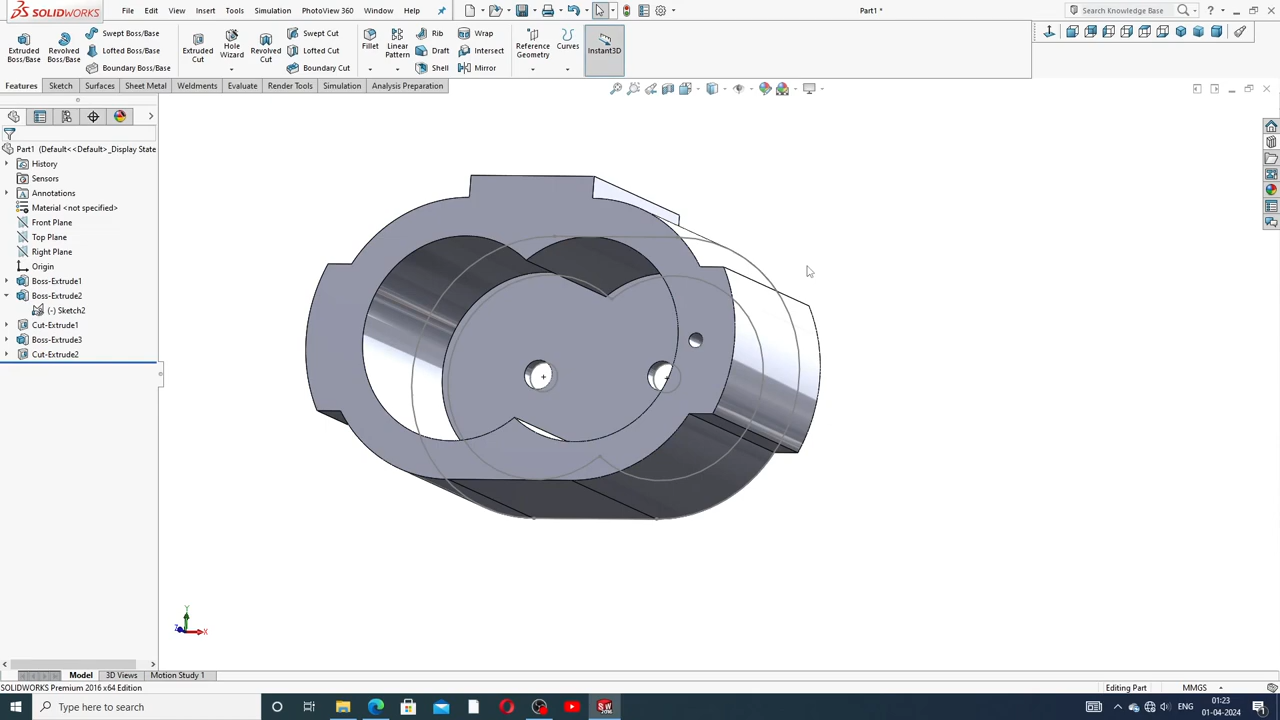 SOLIDWORKS
File
Edit
View
Insert
Tools
Simulation
PhotoView 360
Window
Help
Part1 *
Search Knowledge Base
Extruded Boss/Base
Revolved Boss/Base
Swept Boss/Base
Lofted Boss/Base
Boundary Boss/Base
Extruded Cut
Hole Wizard
Revolved Cut
Swept Cut
Lofted Cut
Boundary Cut
Fillet
Linear Pattern
Rib
Draft
Shell
Wrap
Intersect
Mirror
Reference Geometry
Curves
Instant3D
Features
Sketch
Surfaces
Sheet Metal
Weldments
Evaluate
Render Tools
Simulation
Analysis Preparation
Part1 (Default<<Default>_Display State
History
Sensors
Annotations
Material <not specified>
Front Plane
Top Plane
Right Plane
Origin
Boss-Extrude1
Boss-Extrude2
(-) Sketch2
Cut-Extrude1
Boss-Extrude3
Cut-Extrude2
Y
Z
X
Model
3D Views
Motion Study 1
SOLIDWORKS Premium 2016 x64 Edition
Editing Part
MMGS
Type here to search
ENG
01:23
01-04-2024